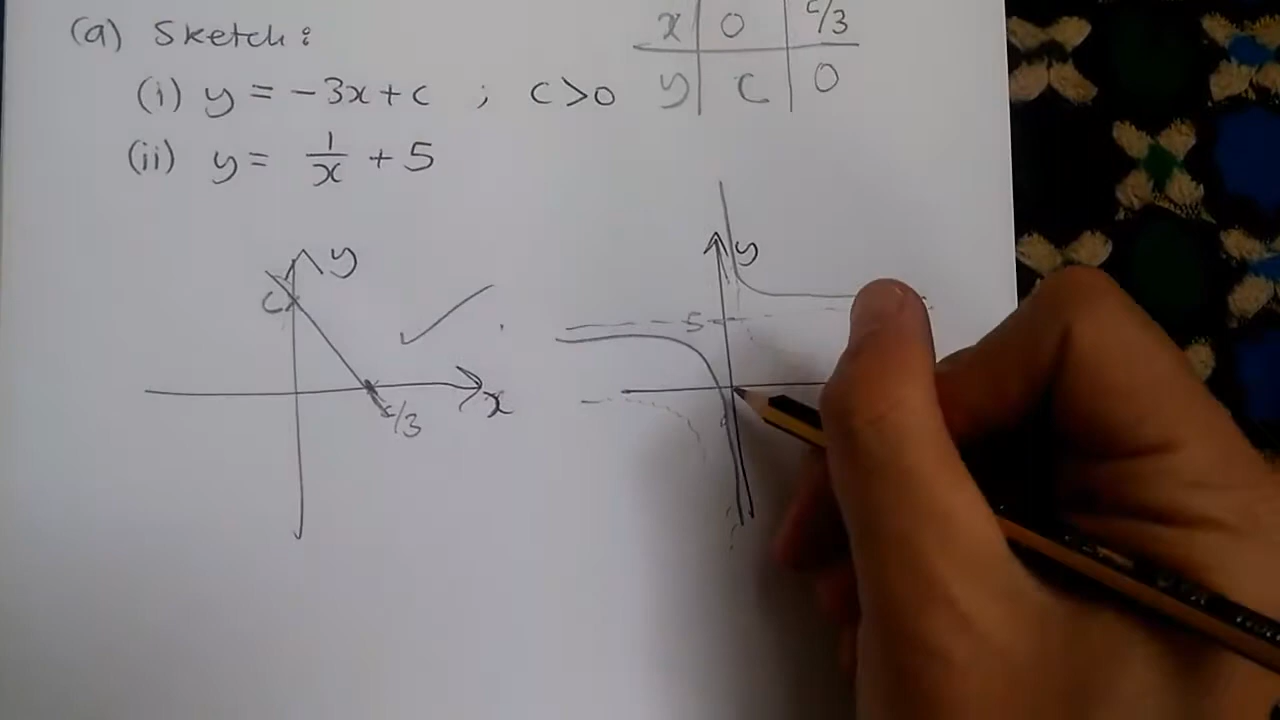 (a) Sketch:
x | 0 | c/3
(i) y = -3x + c ; c>0
y | c | 0
(ii) y = 1/x + 5
y
c
x
c/3
y
5